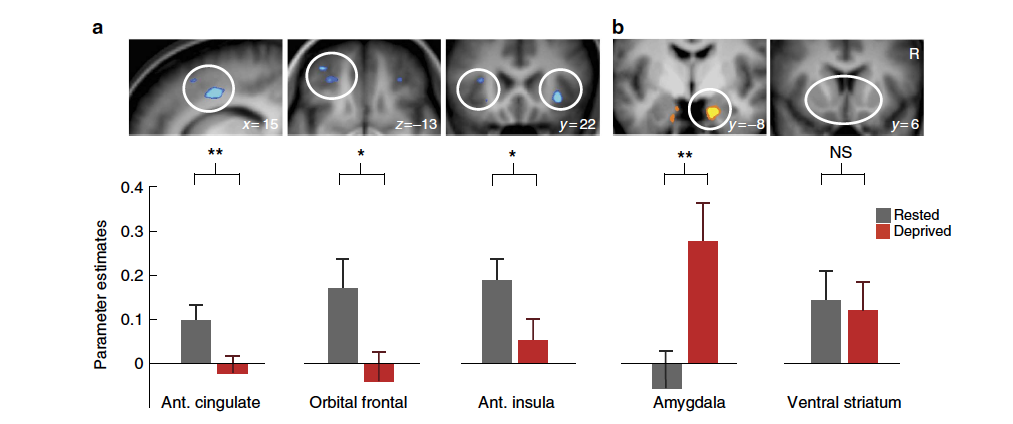 a
b
x= 15
z=–13
y=22
y=–8
R
y=6
** * * ** NS
0.4
0.3
0.2
0.1
0
Parameter estimates
Rested
Deprived
Ant. cingulate
Orbital frontal
Ant. insula
Amygdala
Ventral striatum